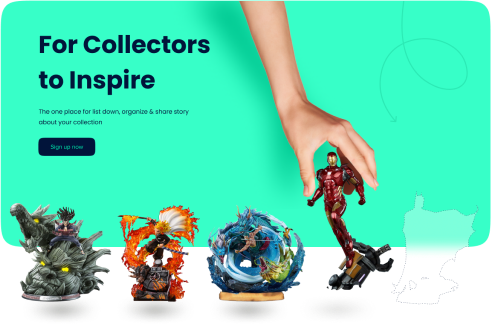 For Collectors
to Inspire
The one place for list down, organize & share story
about your collection
Sign up now